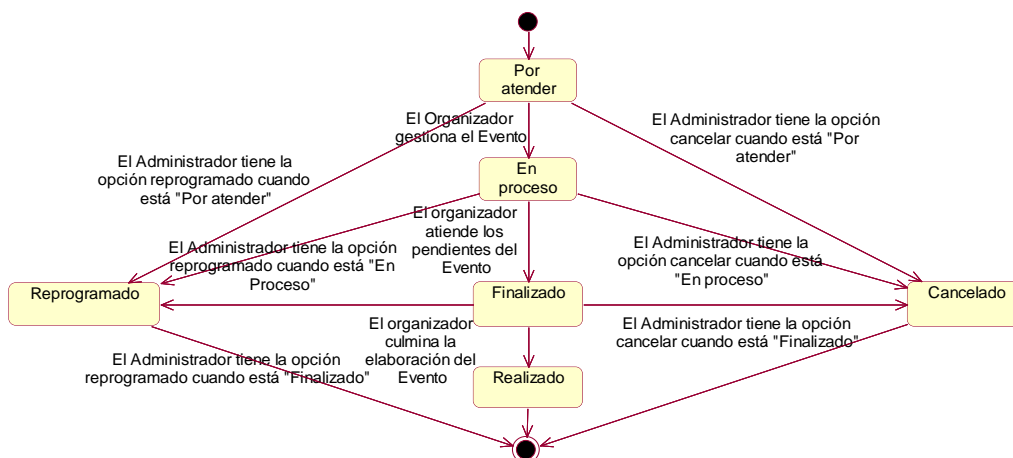 Por
atender
El Organizador
gestiona el Evento
El Administrador tiene la opción
cancelar cuando está "Por
atender"
El Administrador tiene la
opción reprogramado cuando
está "Por atender"
En
proceso
El organizador
atiende los
pendientes del
Evento
El Administrador tiene la opción
reprogramado cuando está "En
Proceso"
El Administrador tiene la
opción cancelar cuando está
"En proceso"
Reprogramado
Finalizado
Cancelado
El organizador
culmina la
elaboración del
Evento
El Administrador tiene la opción
cancelar cuando está "Finalizado"
El Administrador tiene la opción
reprogramado cuando está "Finalizado"
Realizado